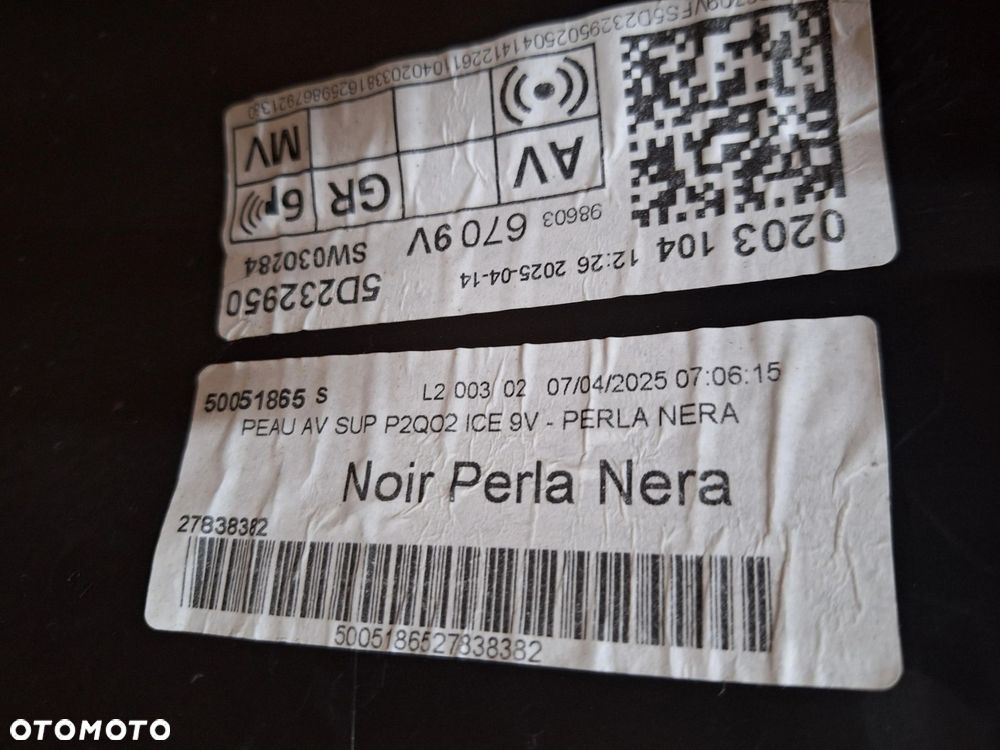 5D232950
SW030284
0203 104 12:26 2025-04-14
98603 670 9V
AV GR 6r
MV
50051865 S L2 003 02 07/04/2025 07:06:15
PEAU AV SUP P2QO2 ICE 9V - PERLA NERA
Noir Perla Nera
27838382
5005186527838382
OTOMOTO